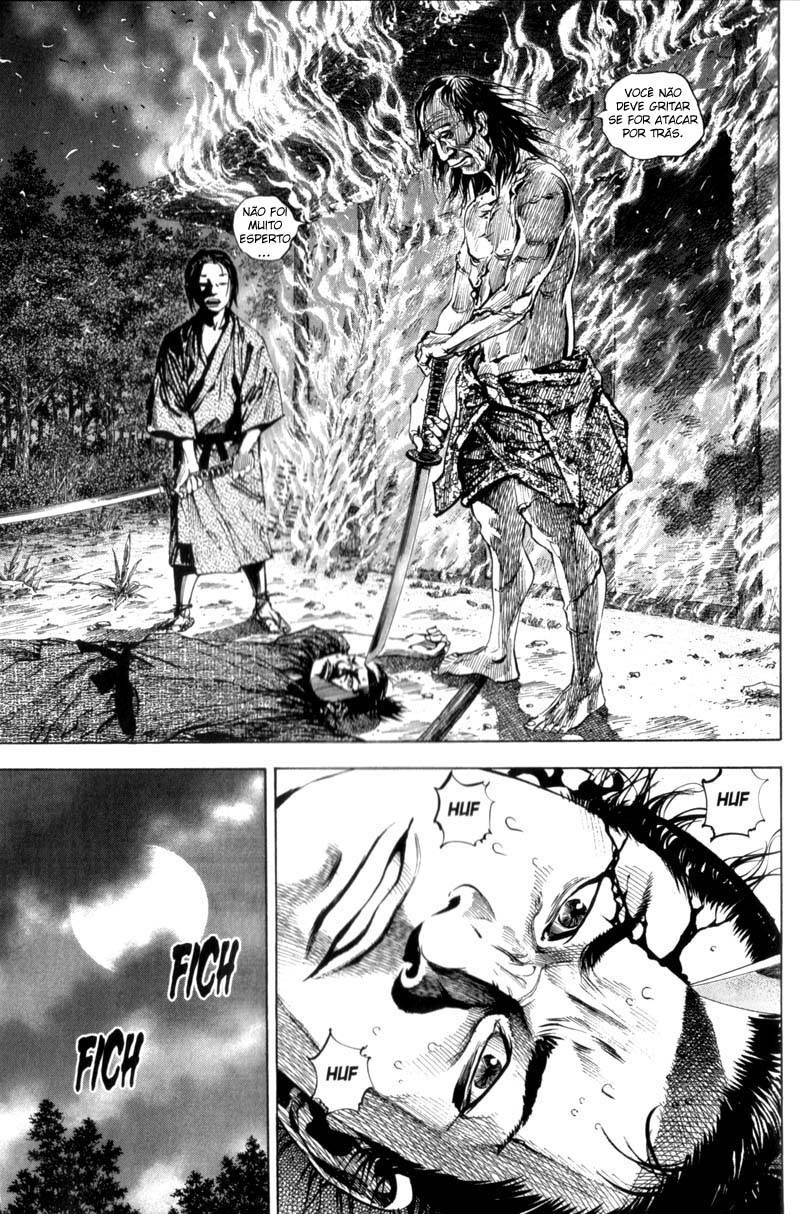 VOCÊ NÃO
DEVE GRITAR
SE FOR ATACAR
POR TRÁS.
NÃO FOI
MUITO
ESPERTO
...
HUF
HUF
HUF
FICH
FICH